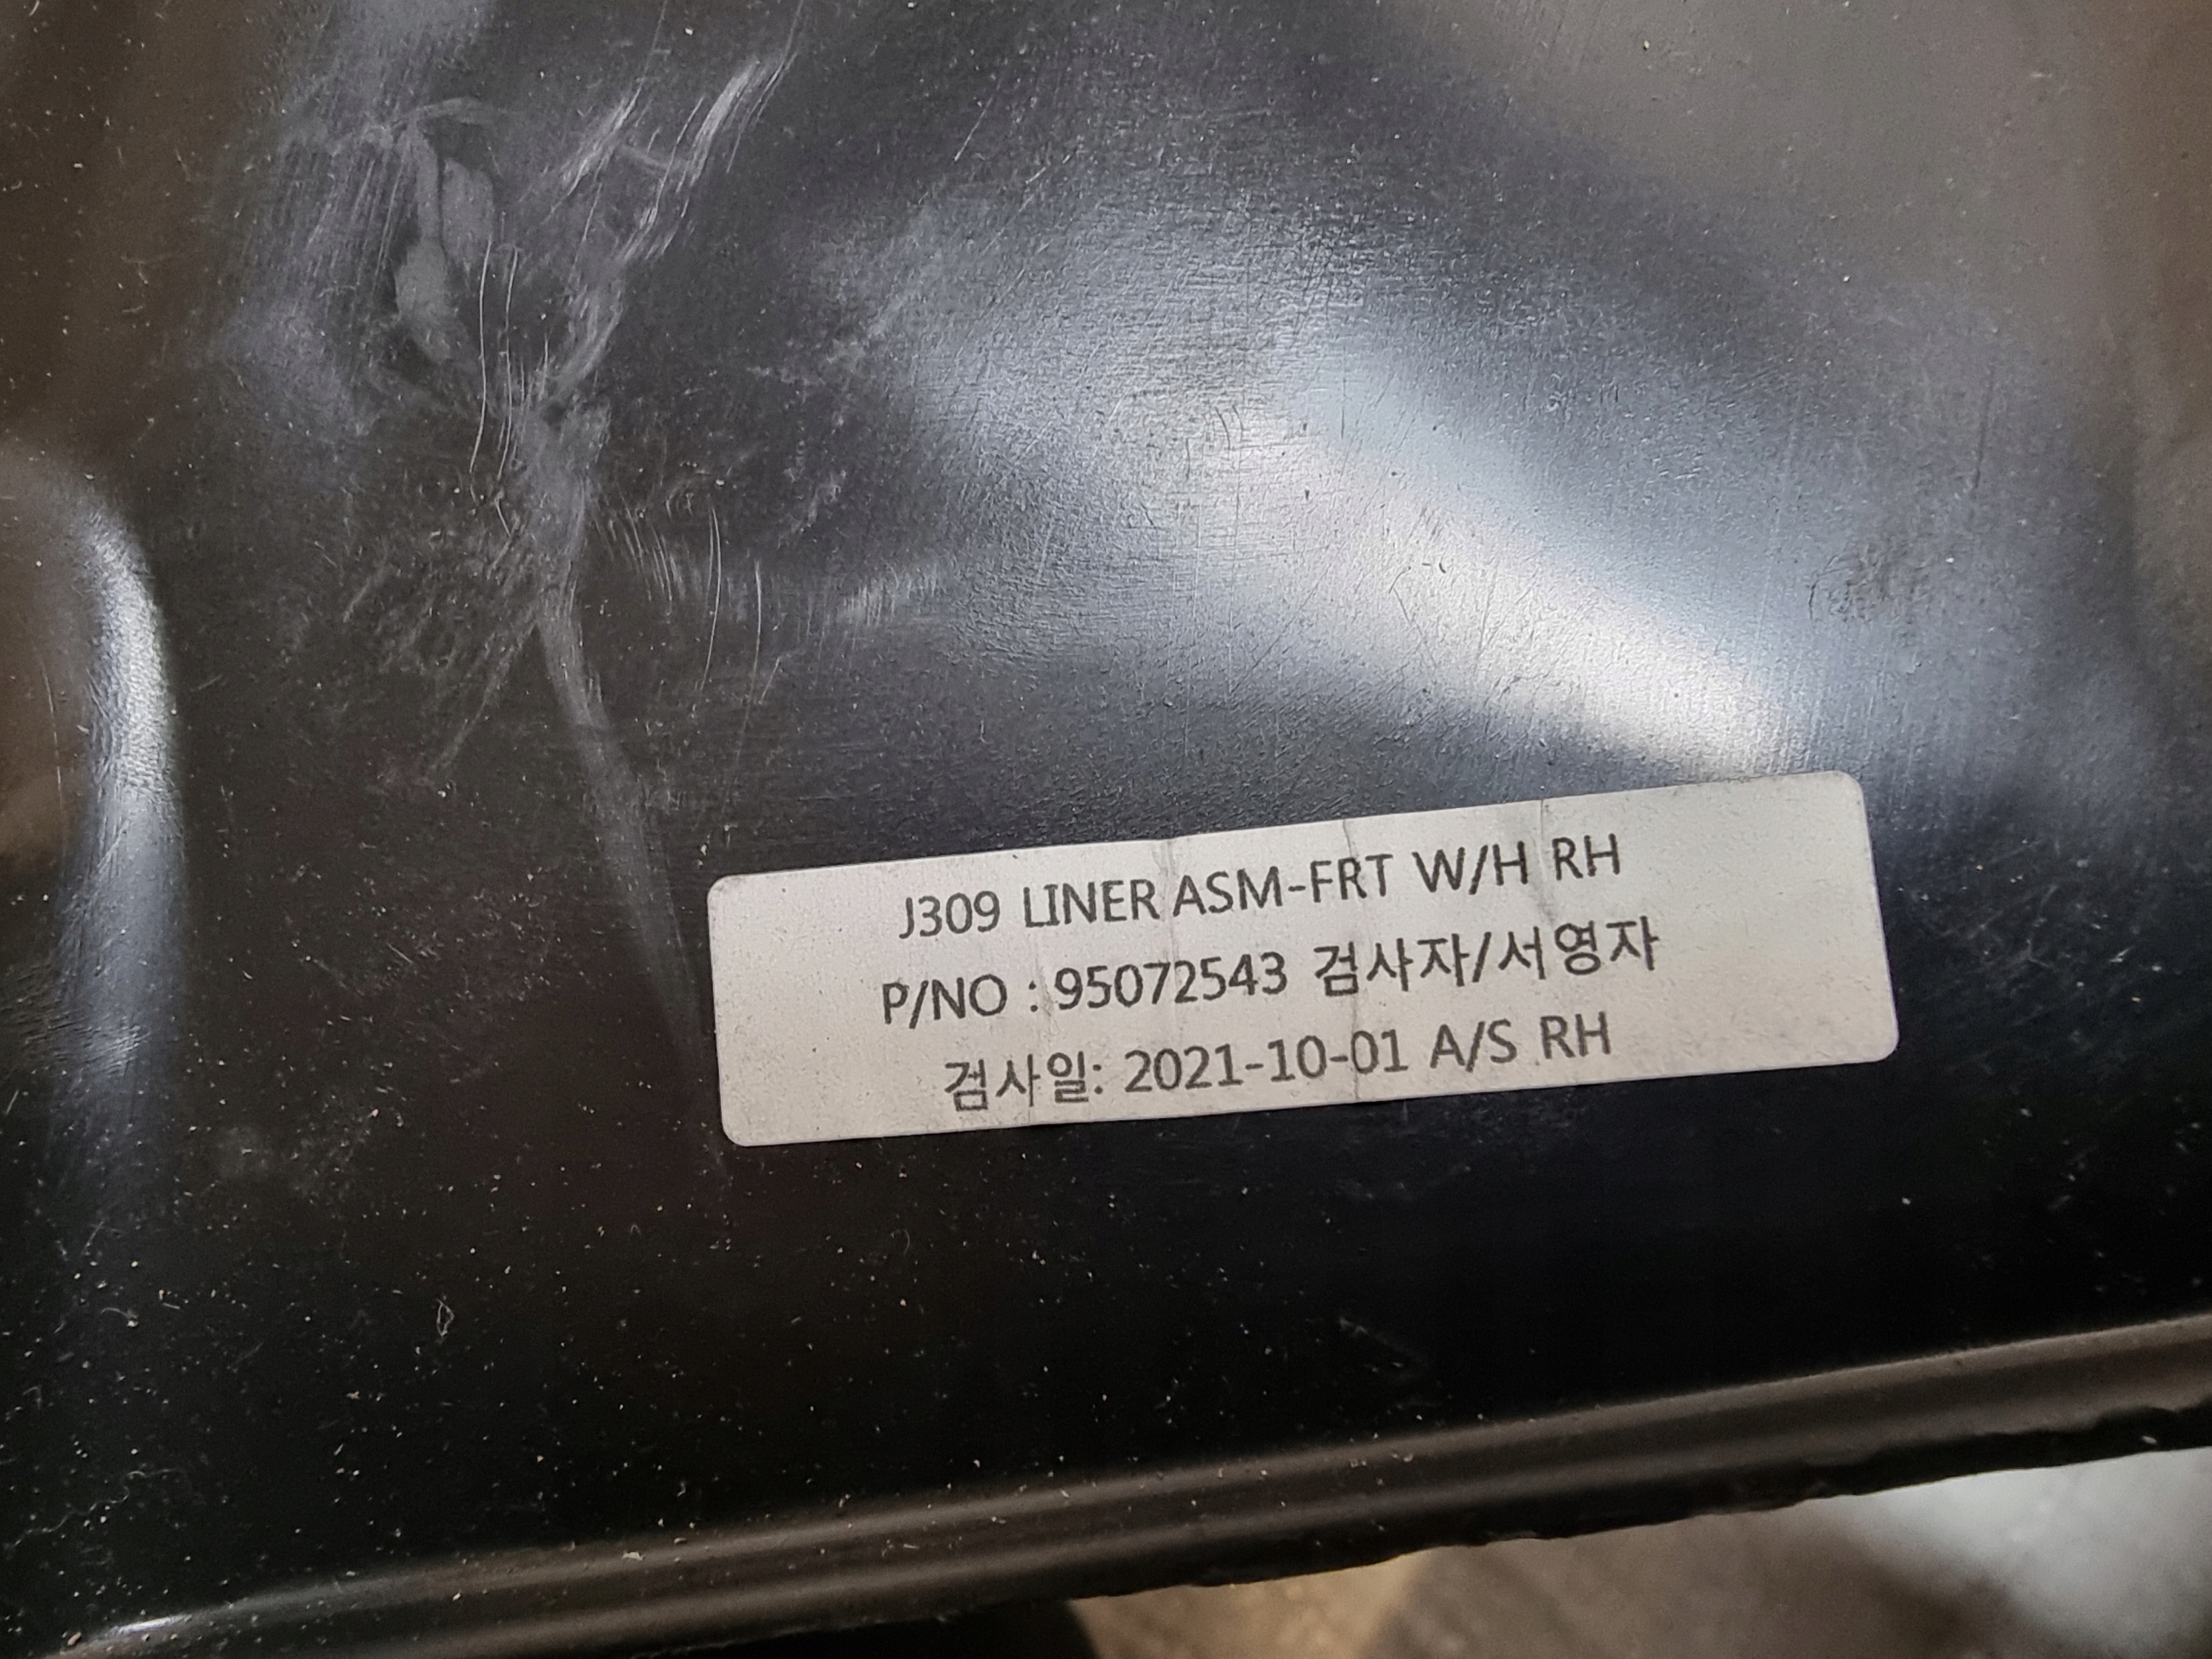 J309 LINER ASM-FRT W/H RH
P/NO : 95072543 검사자/서영자
검사일: 2021-10-01 A/S RH